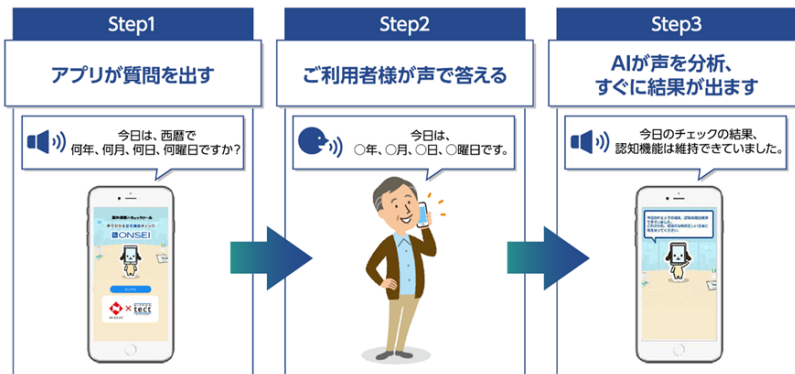 Step1
アプリが質問を出す
今日は、西暦で
何年、何月、何日、何曜日ですか?
ONSEI
tect
Step2
ご利用者様が声で答える
今日は、
○年、○月、○日、○曜日です。
Step3
AIが声を分析、
すぐに結果が出ます
今日のチェックの結果、
認知機能は維持できていました。